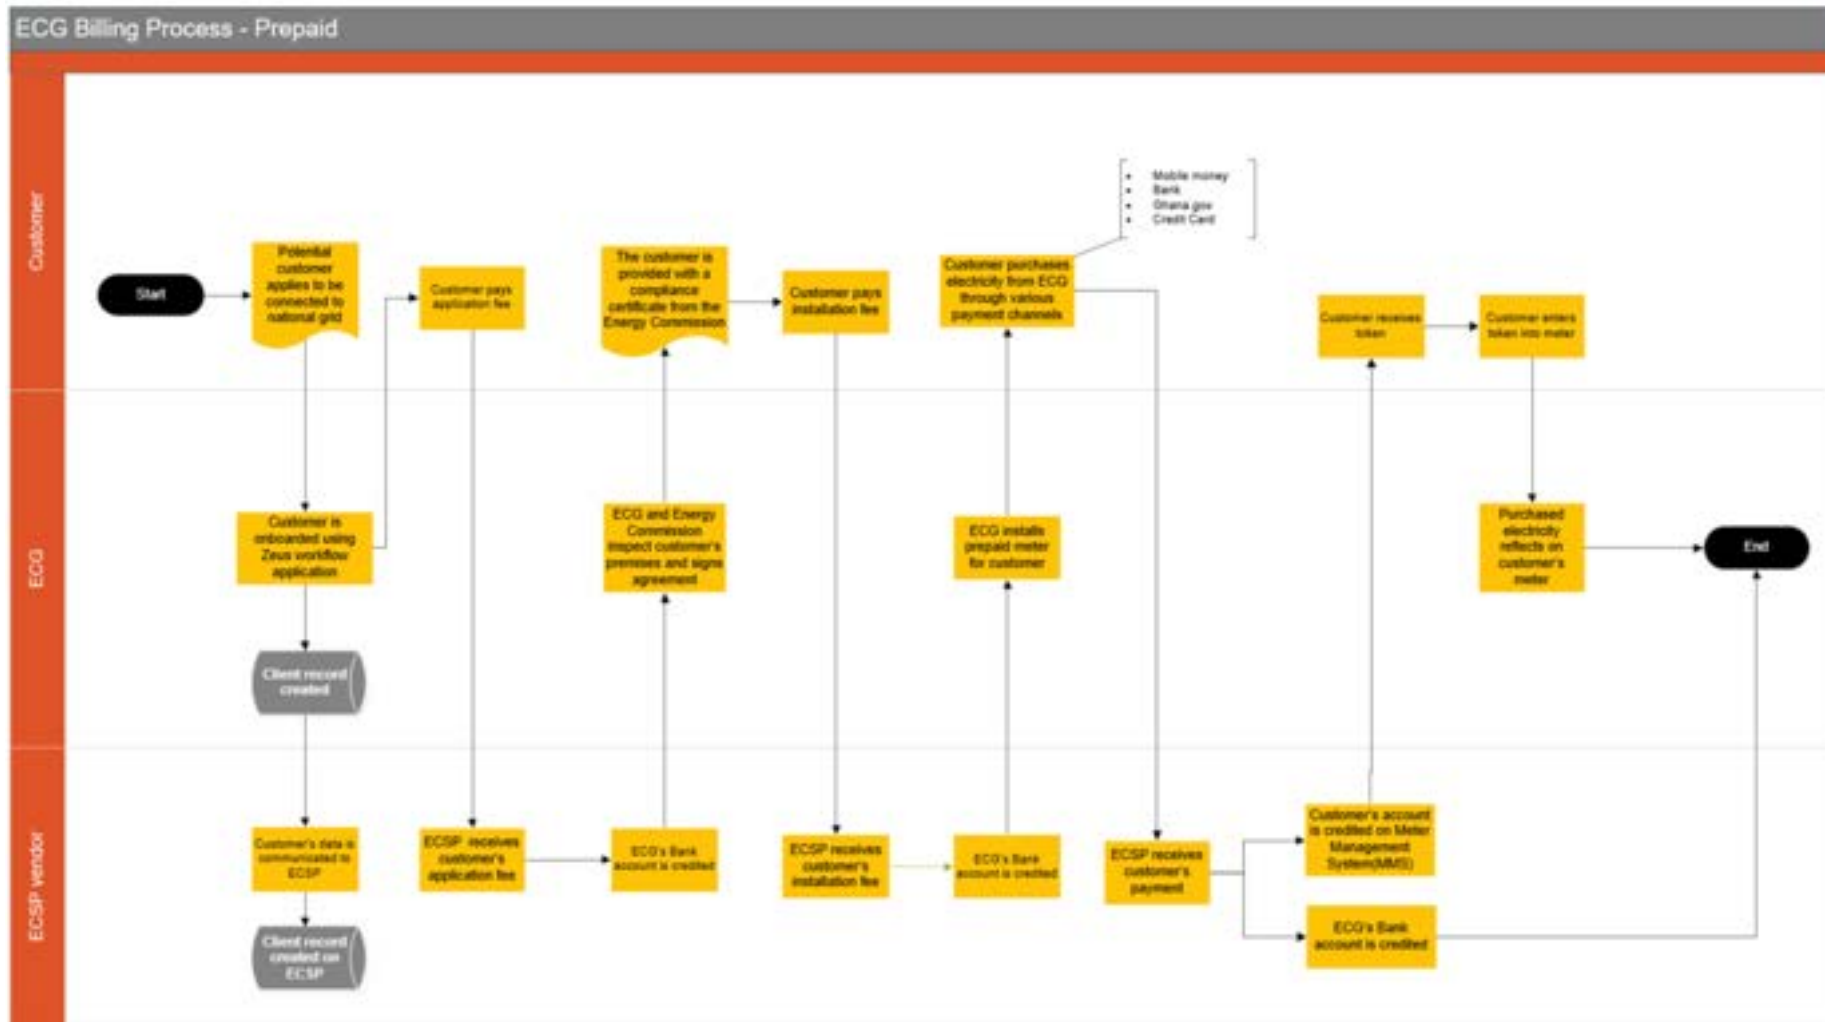 ECG Billing Process - Prepaid
Customer
Start
Potential
customer
applies to be
connected to
national grid
Customer pays
application fee
The customer is
provided with a
compliance
certificate from the
Energy Commission
Customer pays
installation fee
Customer purchases
electricity from ECG
through various
payment channels
• Mobile money
• Bank
• Ghana.gov
• Credit Card
Customer receives
token
Customer enters
token into meter
ECG
Customer is
onboarded using
Zeus workflow
application
Client record
created
ECG and Energy
Commission
inspect customer's
premises and signs
agreement
ECG installs
prepaid meter
for customer
Purchased
electricity
reflects on
customer's
meter
End
ECSP vendor
Customer's data is
communicated to
ECSP
Client record
created on
ECSP
ECSP receives
customer's
application fee
ECG's Bank
account is credited
ECSP receives
customer's
installation fee
ECG's Bank
account is credited
ECSP receives
customer's
payment
Customer's account
is credited on Meter
Management
System(MMS)
ECG's Bank
account is credited